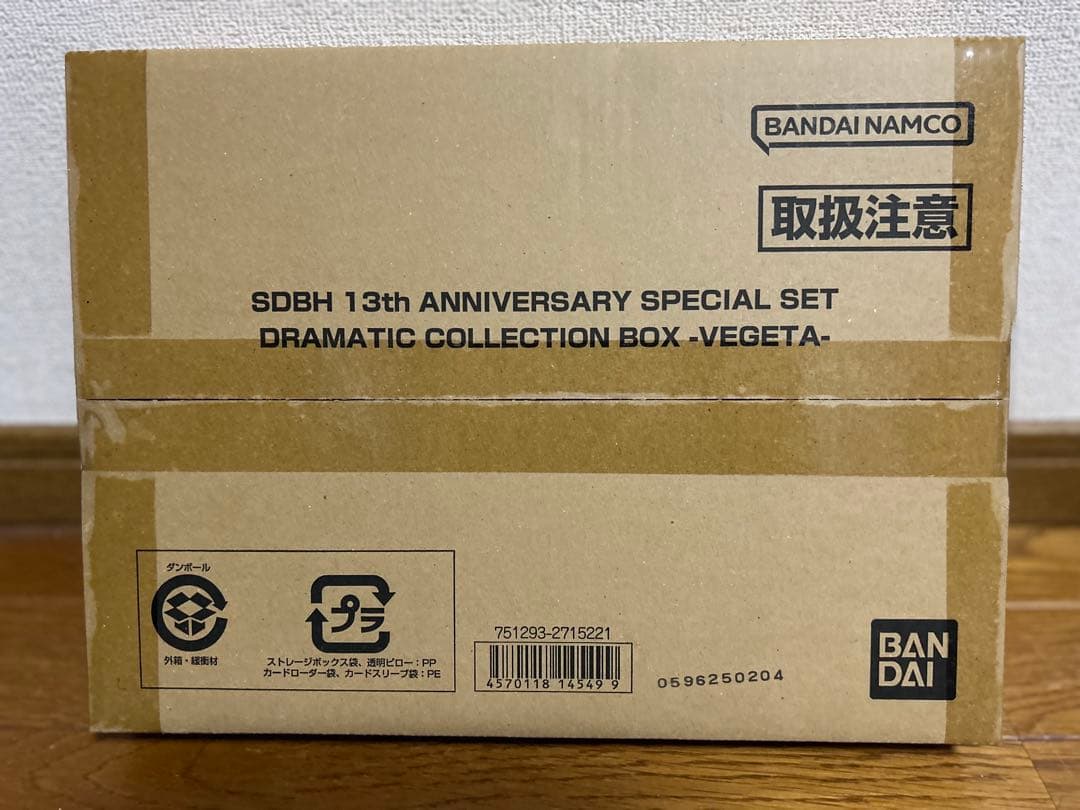 BANDAI NAMCO
取扱注意
SDBH 13th ANNIVERSARY SPECIAL SET
DRAMATIC COLLECTION BOX -VEGETA-
ダンボール
外箱・緩衝材
プラ
ストレージボックス袋、透明ピロー：PP
カードローダー袋、カードスリーブ袋：PE
751293-2715221
4570118 14549 9
0596250204
BAN
DAI